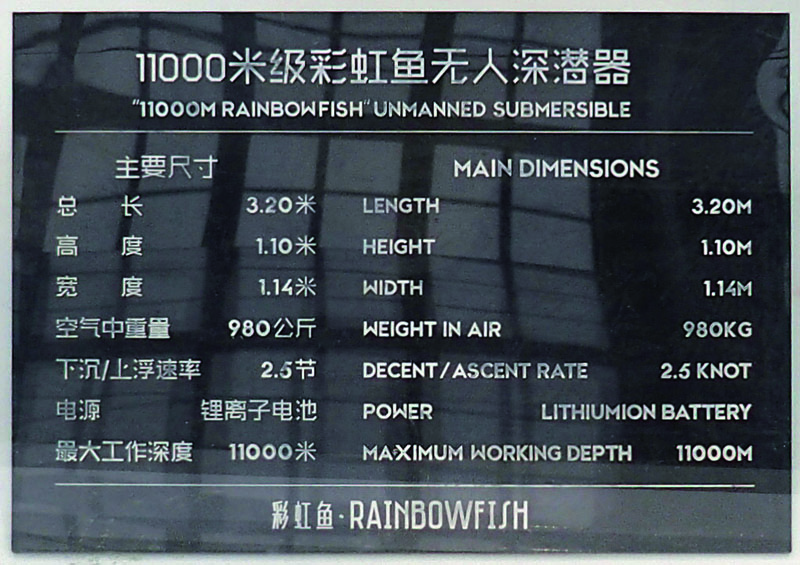 11000米级彩虹鱼无人深潜器
"11000M RAINBOWFISH" UNMANNED SUBMERSIBLE
主要尺寸 MAIN DIMENSIONS
总 长 3.20米 LENGTH 3.20M
高 度 1.10米 HEIGHT 1.10M
宽 度 1.14米 WIDTH 1.14M
空气中重量 980公斤 WEIGHT IN AIR 980KG
下沉/上浮速率 2.5节 DECENT/ASCENT RATE 2.5 KNOT
电源 锂离子电池 POWER LITHIUMION BATTERY
最大工作深度 11000米 MAXIMUM WORKING DEPTH 11000M
彩虹鱼·RAINBOWFISH